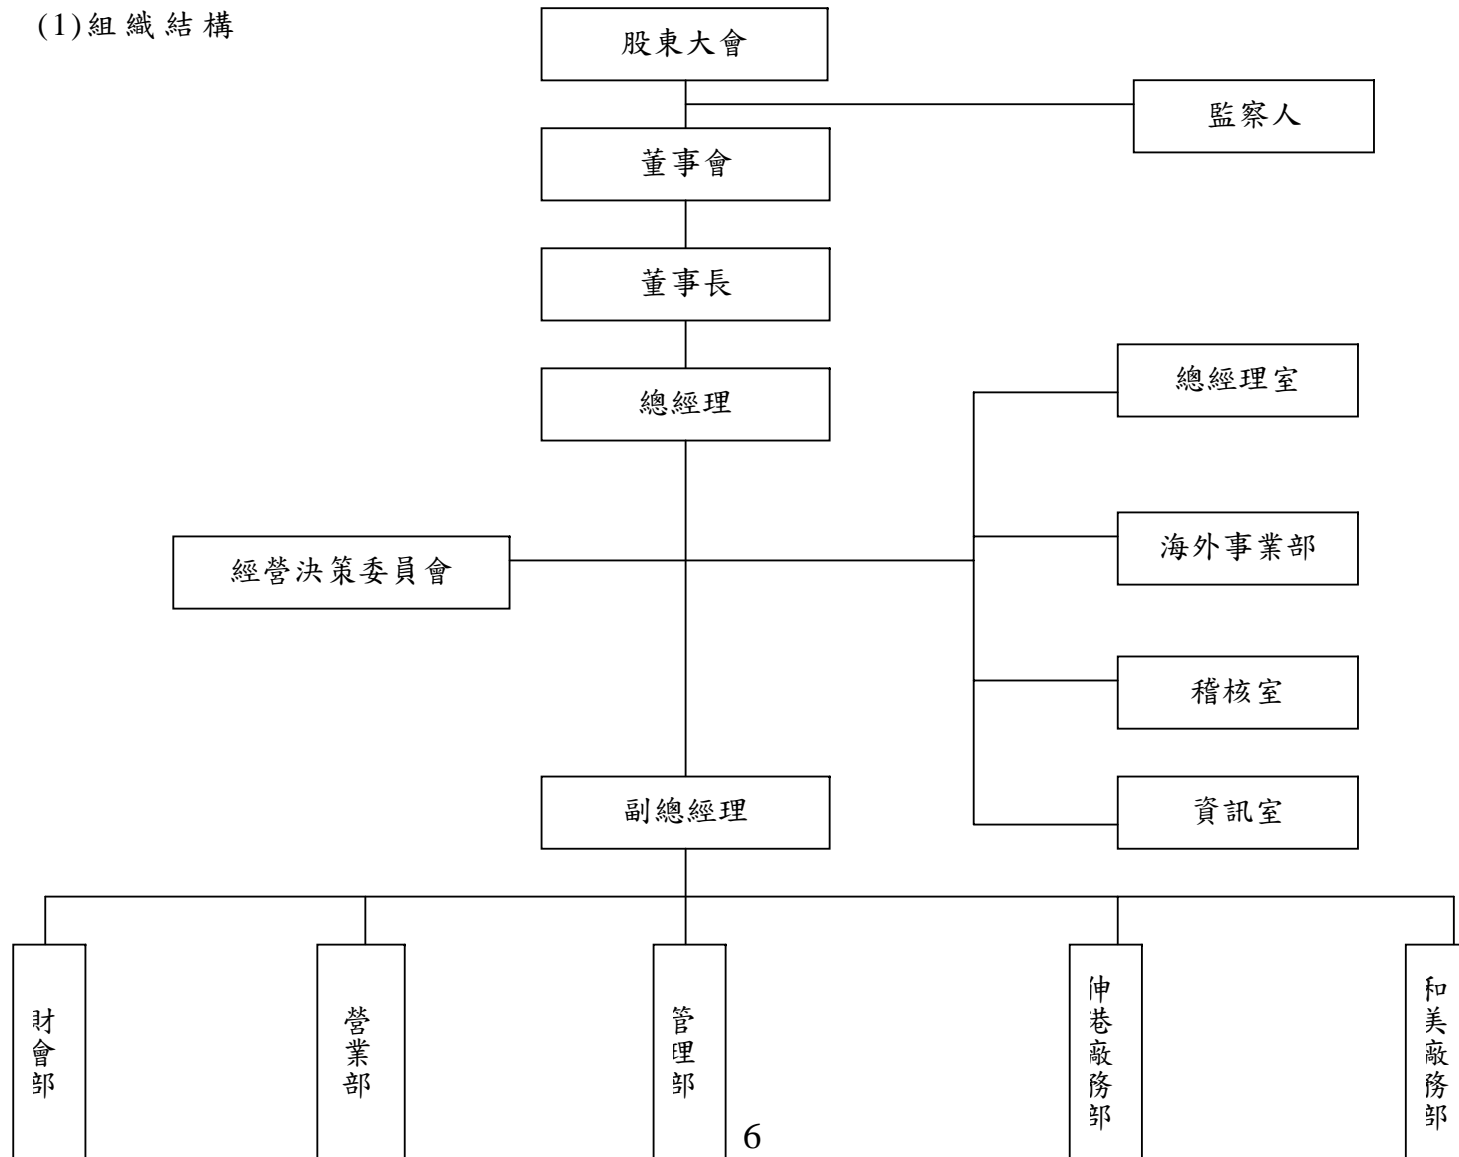 (1)組織結構
股東大會
監察人
董事會
董事長
總經理
總經理室
海外事業部
經營決策委員會
稽核室
副總經理
資訊室
財會部
營業部
管理部
伸港廠務部
和美廠務部
6